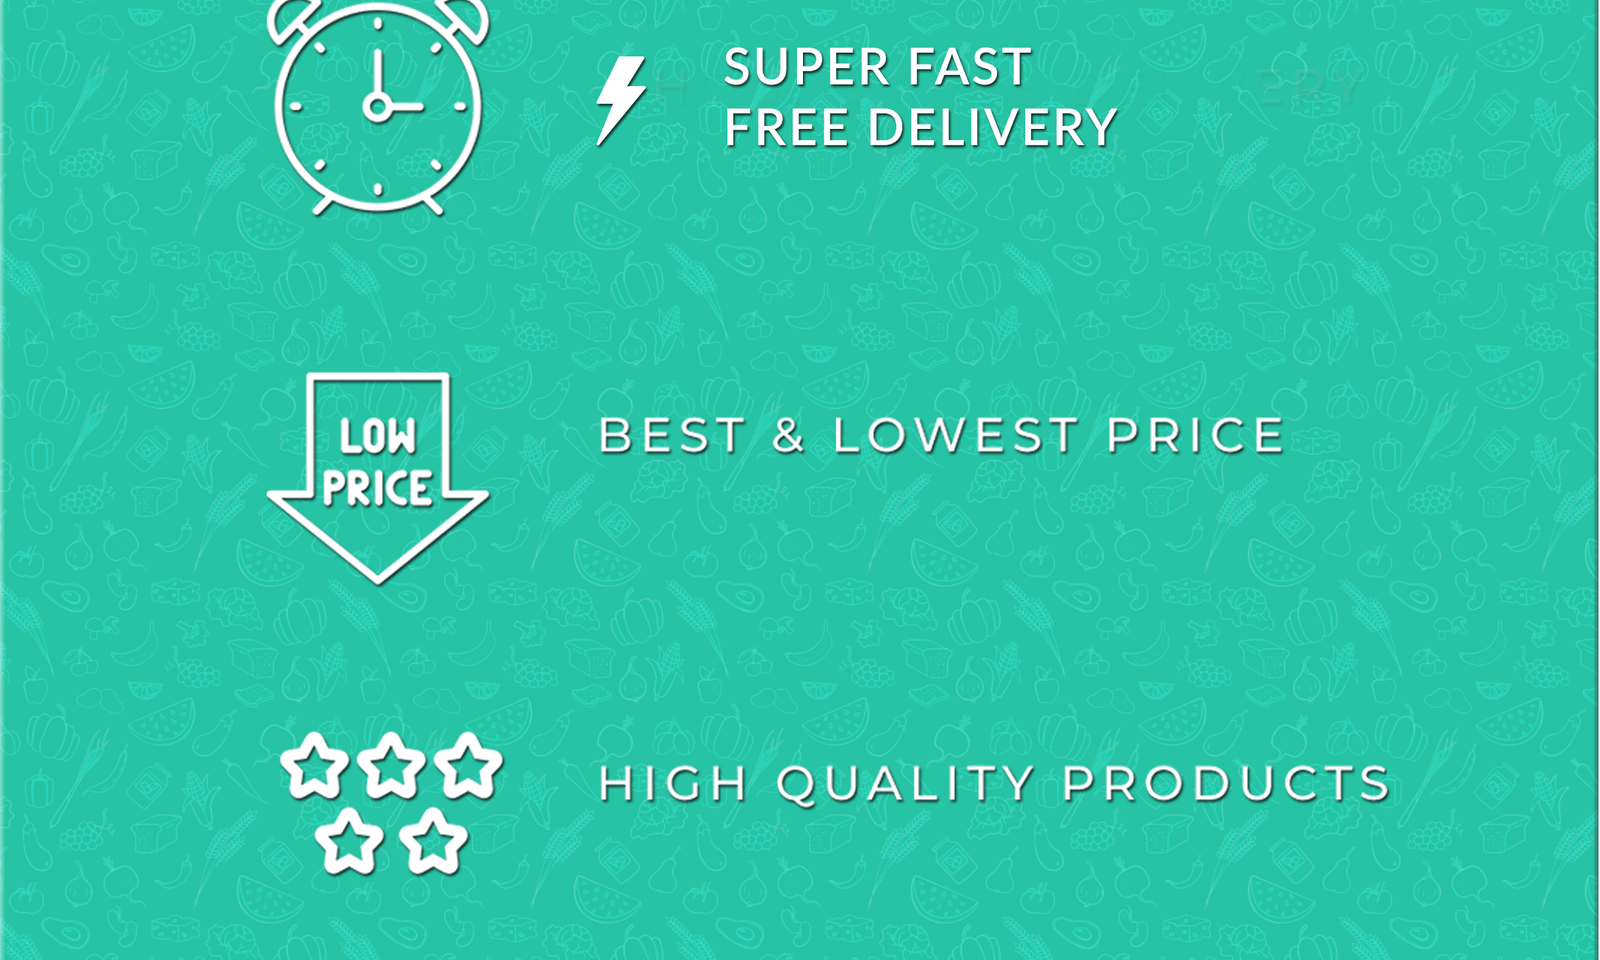 SUPER FAST
FREE DELIVERY
LOW
PRICE
BEST & LOWEST PRICE
HIGH QUALITY PRODUCTS